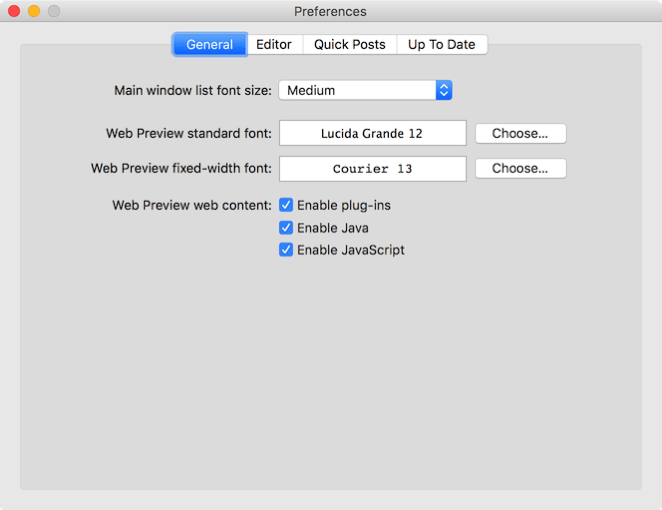 Preferences
General Editor Quick Posts Up To Date
Main window list font size: Medium
Web Preview standard font: Lucida Grande 12 Choose...
Web Preview fixed-width font: Courier 13 Choose...
Web Preview web content: Enable plug-ins
Enable Java
Enable JavaScript